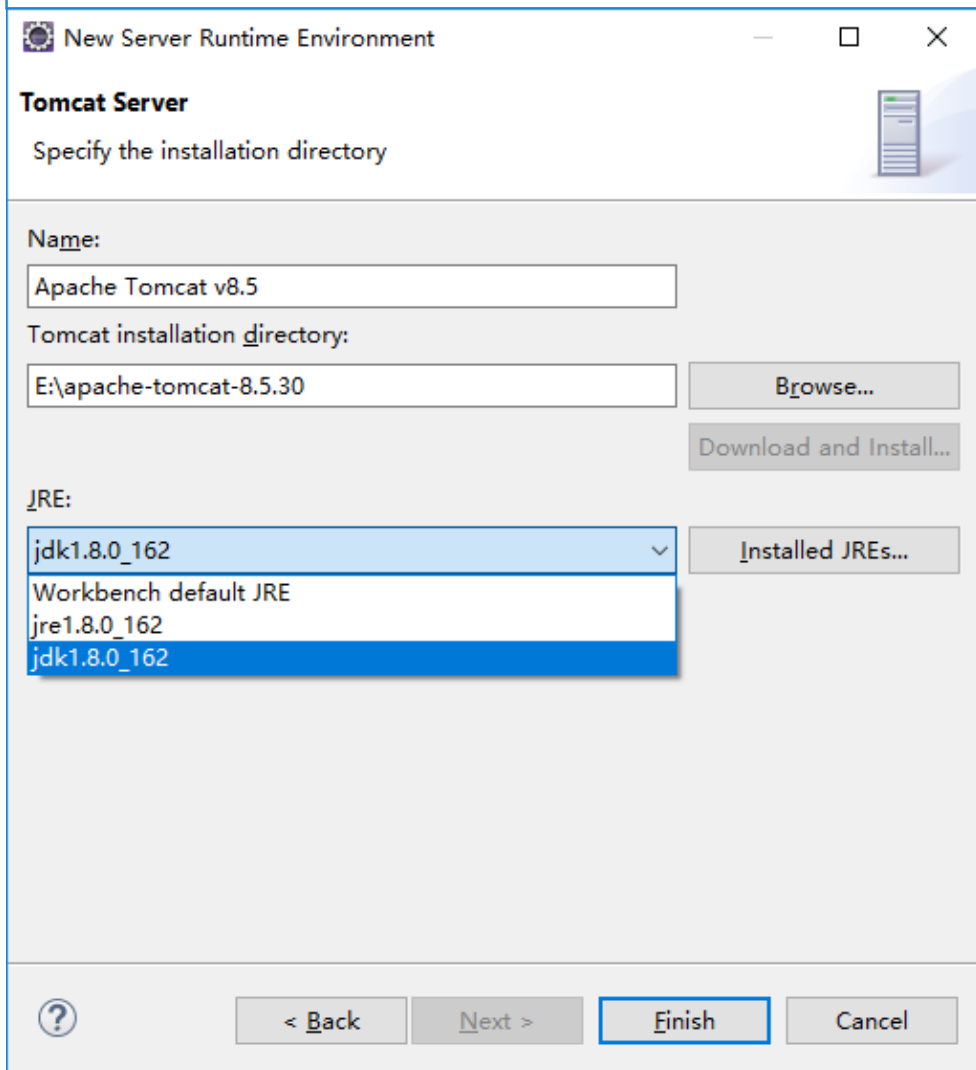 New Server Runtime Environment
Tomcat Server
Specify the installation directory
Name:
Apache Tomcat v8.5
Tomcat installation directory:
E:\apache-tomcat-8.5.30
Browse...
Download and Install...
JRE:
jdk1.8.0_162
Installed JREs...
Workbench default JRE
jre1.8.0_162
jdk1.8.0_162
?
< Back
Next >
Finish
Cancel